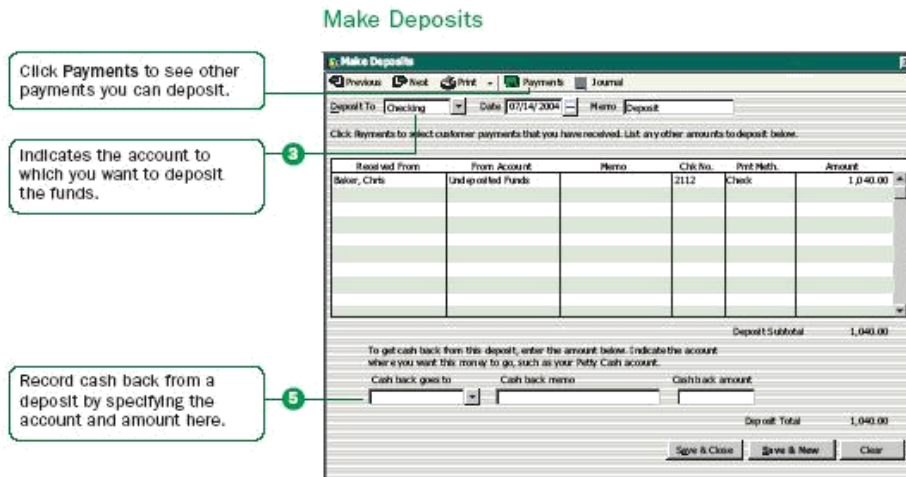 Make Deposits
Click Payments to see other
payments you can deposit.
Indicates the account to
which you want to deposit
the funds.
3
Record cash back from a
deposit by specifying the
account and amount here.
5
Make Deposits
Previous Next Print Payments Journal
Deposit To Checking Date 07/14/2004 Memo Deposit
Click Payments to select customer payments that you have received. List any other amounts to deposit below.
Received From From Account Memo Chk No. Pmt Meth. Amount
Baker, Chris Undeposited Funds 2112 Check 1,040.00
Deposit Subtotal 1,040.00
To get cash back from this deposit, enter the amount below. Indicate the account
where you want this money to go, such as your Petty Cash account.
Cash back goes to Cash back memo Cash back amount
Deposit Total 1,040.00
Save & Close Save & New Clear